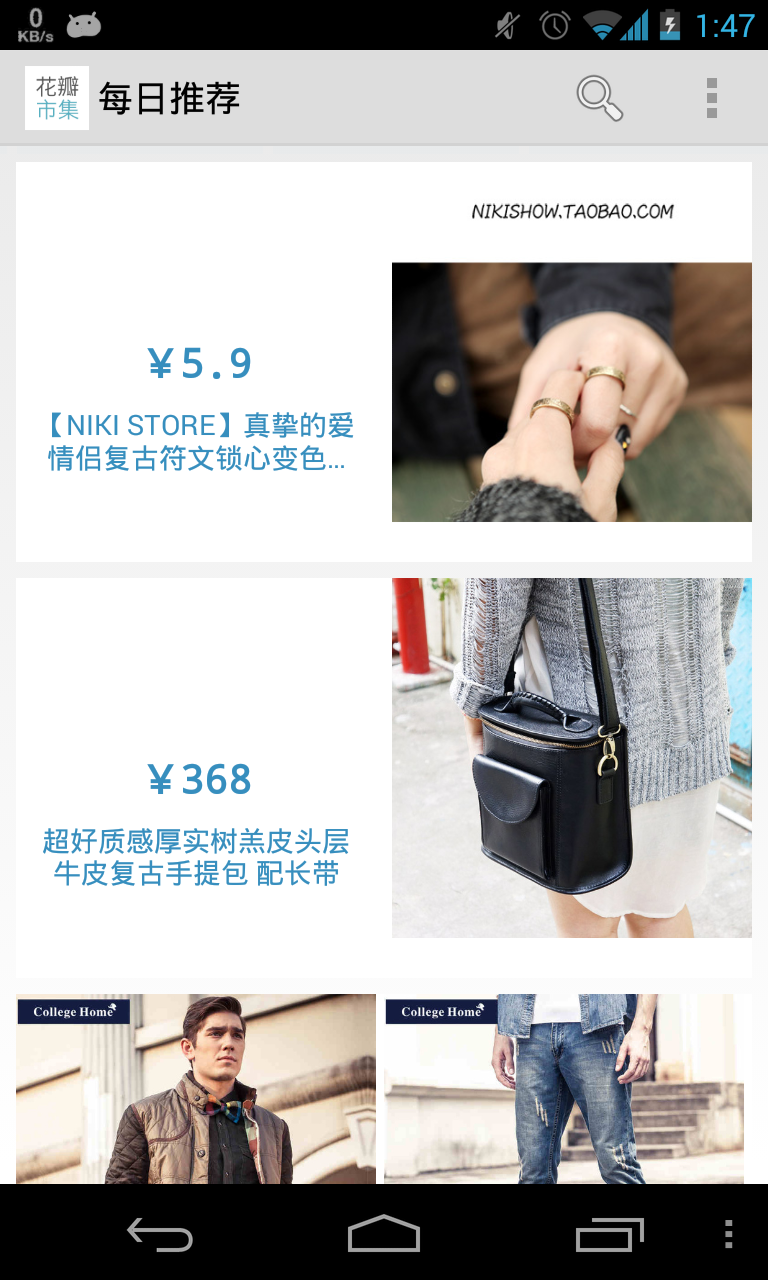 0
KB/s
1:47
花瓣
市集
每日推荐
NIKISHOW.TAOBAO.COM
¥5.9
【NIKI STORE】真挚的爱
情侣复古符文锁心变色...
¥368
超好质感厚实树羔皮头层
牛皮复古手提包 配长带
College Home
College Home